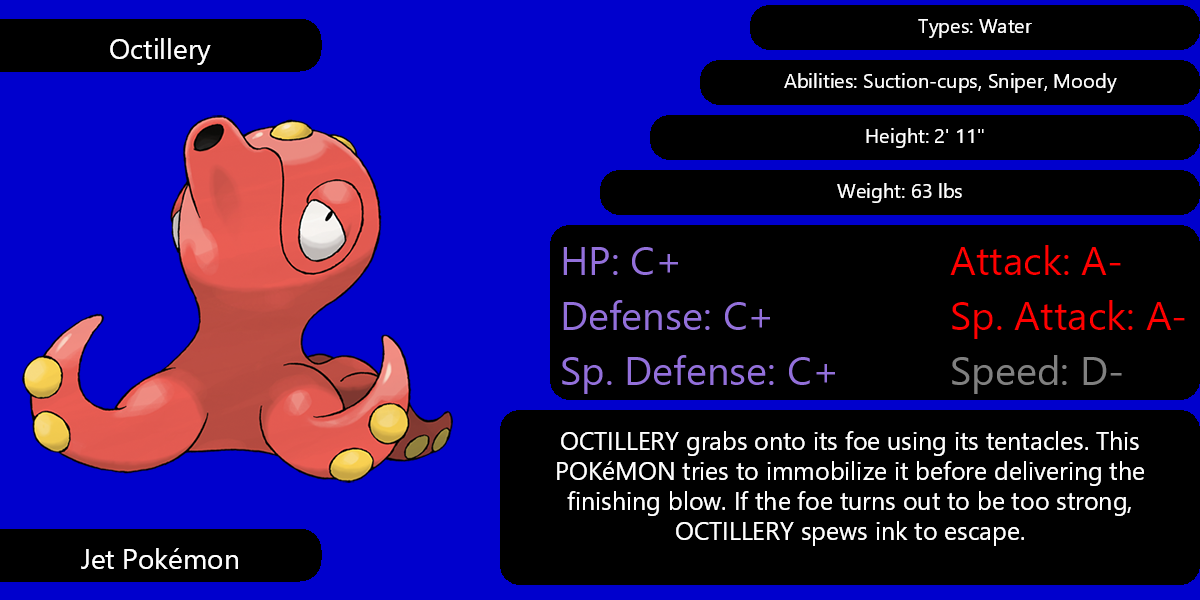 Octillery
Types: Water
Abilities: Suction-cups, Sniper, Moody
Height: 2' 11"
Weight: 63 lbs
HP: C+
Attack: A-
Defense: C+
Sp. Attack: A-
Sp. Defense: C+
Speed: D-
OCTILLERY grabs onto its foe using its tentacles. This
POKéMON tries to immobilize it before delivering the
finishing blow. If the foe turns out to be too strong,
OCTILLERY spews ink to escape.
Jet Pokémon